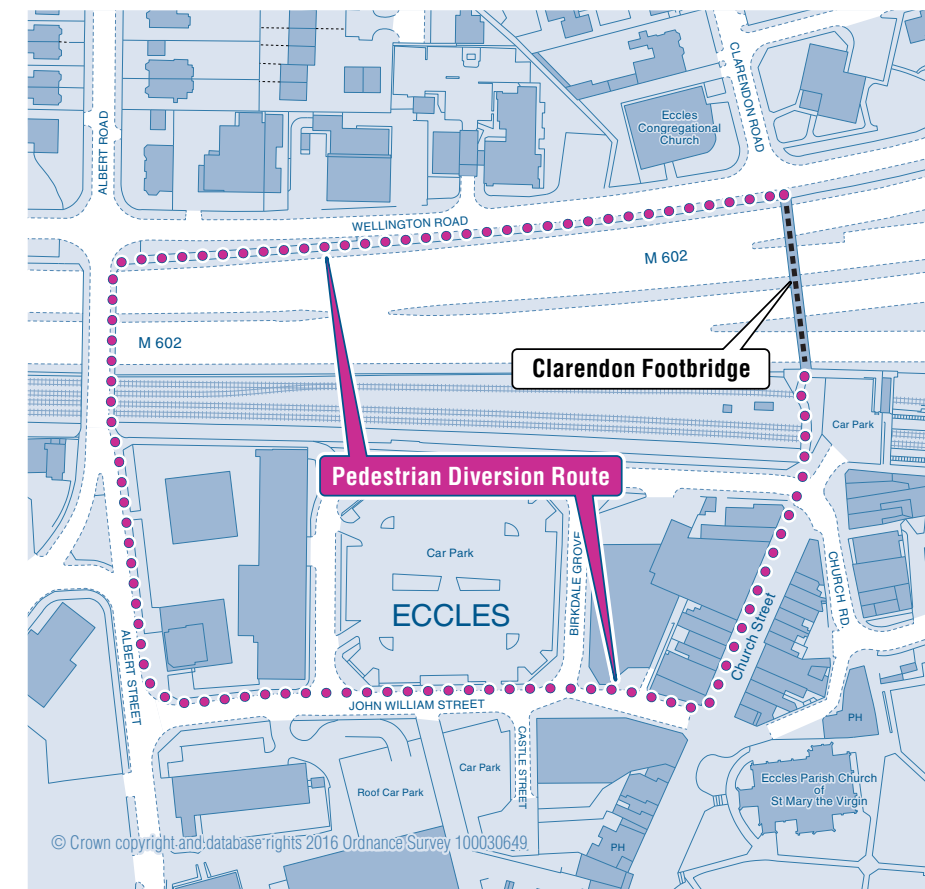 CLARENDON ROAD
Eccles
Congregational
Church
ALBERT ROAD
WELLINGTON ROAD
M 602
M 602
Clarendon Footbridge
Car Park
Pedestrian Diversion Route
Car Park
ECCLES
BIRKDALE GROVE
CHURCH RD
Church Street
ALBERT STREET
JOHN WILLIAM STREET
CASTLE STREET
PH
Car Park
Roof Car Park
Eccles Parish Church
of
St Mary the Virgin
PH
© Crown copyright and database rights 2016 Ordnance Survey 100030649